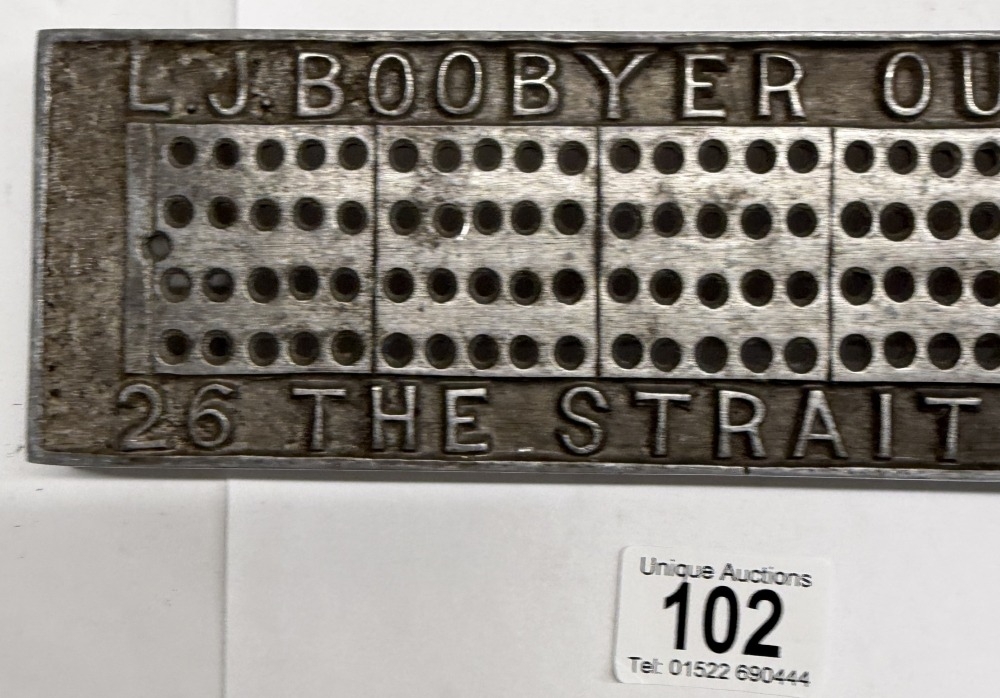 L.J. BOOBYER OU
26 THE STRAIT
Unique Auctions
102
Tel: 01522 690444